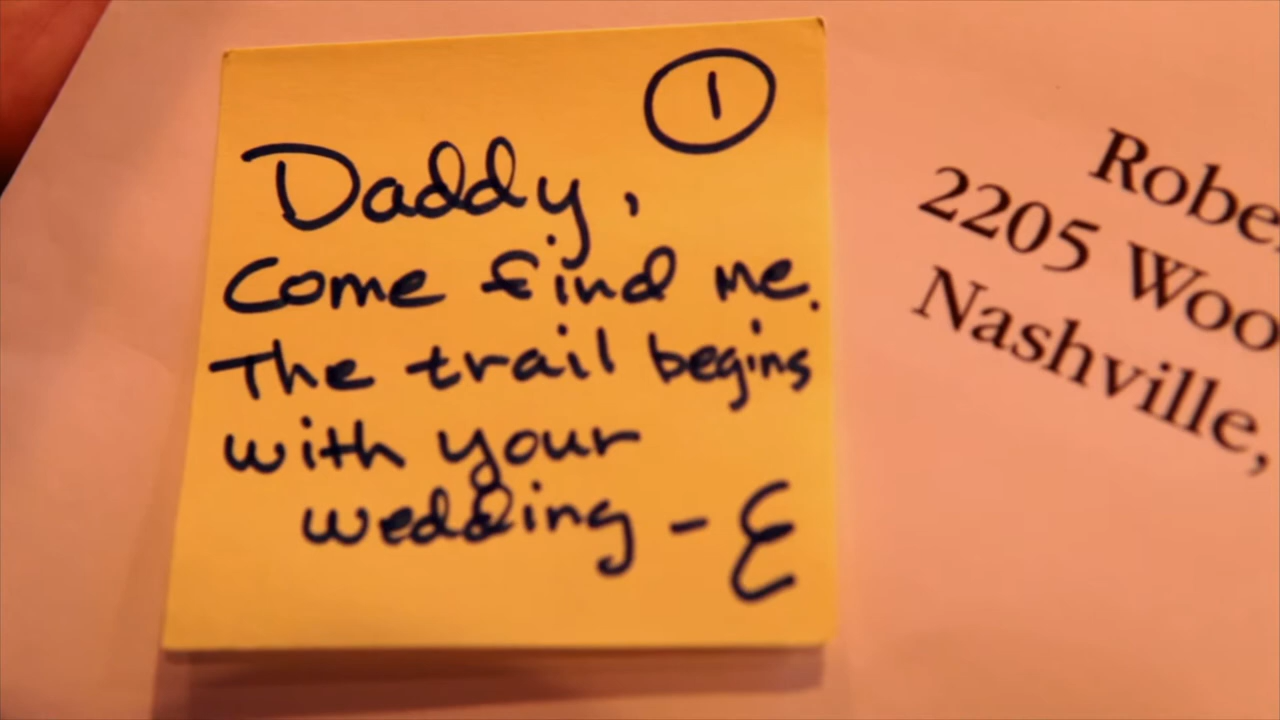 1
Daddy,
Come find me.
The trail begins
with your
wedding - E
Robe
2205 Woo
Nashville,